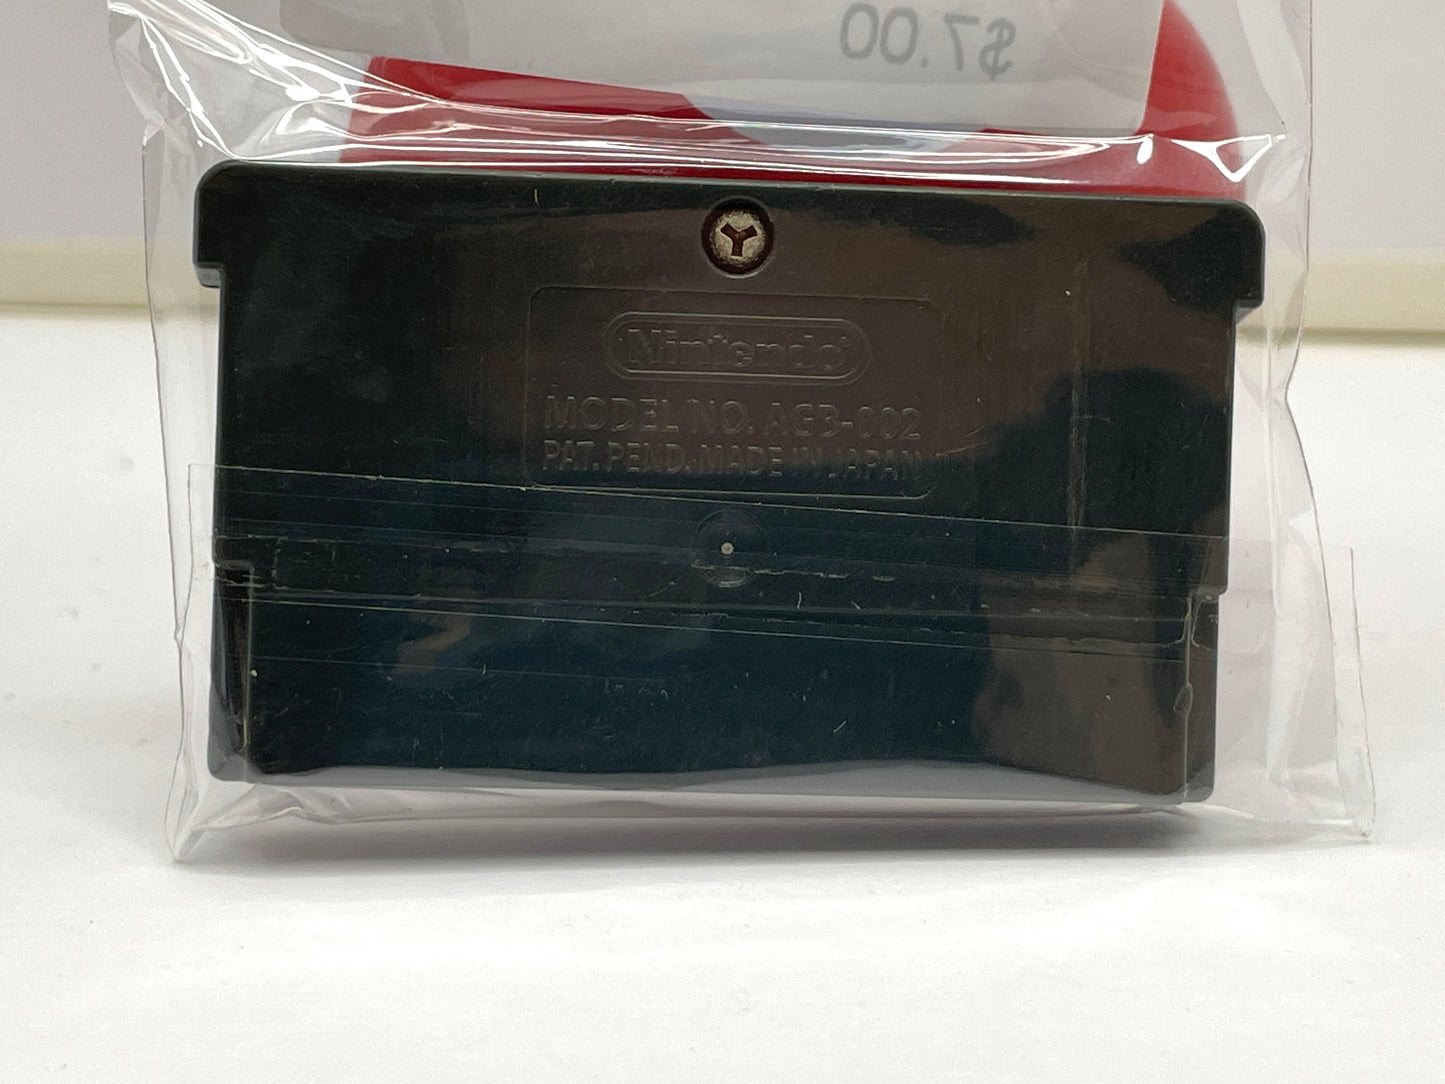 $7.00
Nintendo
MODEL NO. AGB-002
PAT. PEND. MADE IN JAPAN